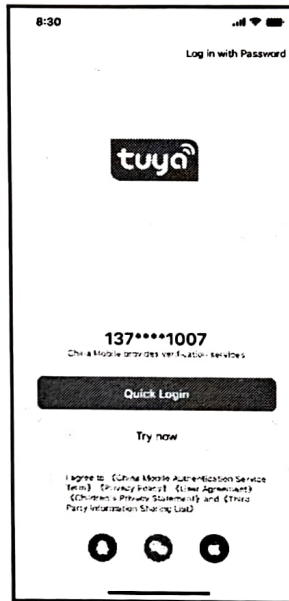 8:30
Log in with Password
tuya
137****1007
China Mobile provides verification services
Quick Login
Try now
I agree to 《China Mobile Authentication Service
Term》 《Privacy Policy》 《User Agreement》
《Children's Privacy Statement》 and 《Third
Party Information Sharing List》